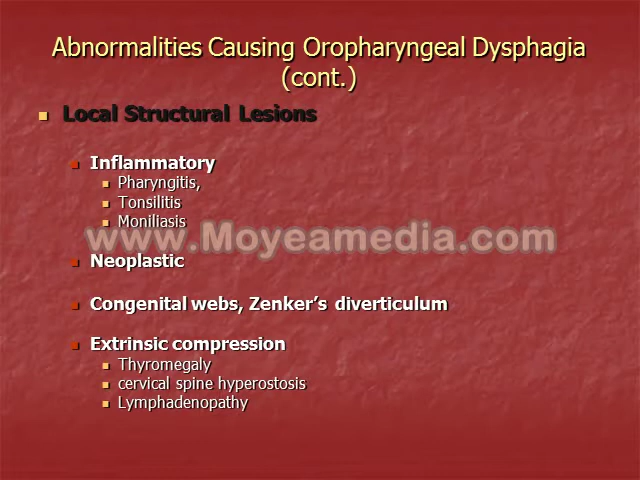 Abnormalities Causing Oropharyngeal Dysphagia
(cont.)
Local Structural Lesions
Inflammatory
Pharyngitis,
Tonsilitis
Moniliasis
www.Moyeamedia.com
Neoplastic
Congenital webs, Zenker's diverticulum
Extrinsic compression
Thyromegaly
cervical spine hyperostosis
Lymphadenopathy